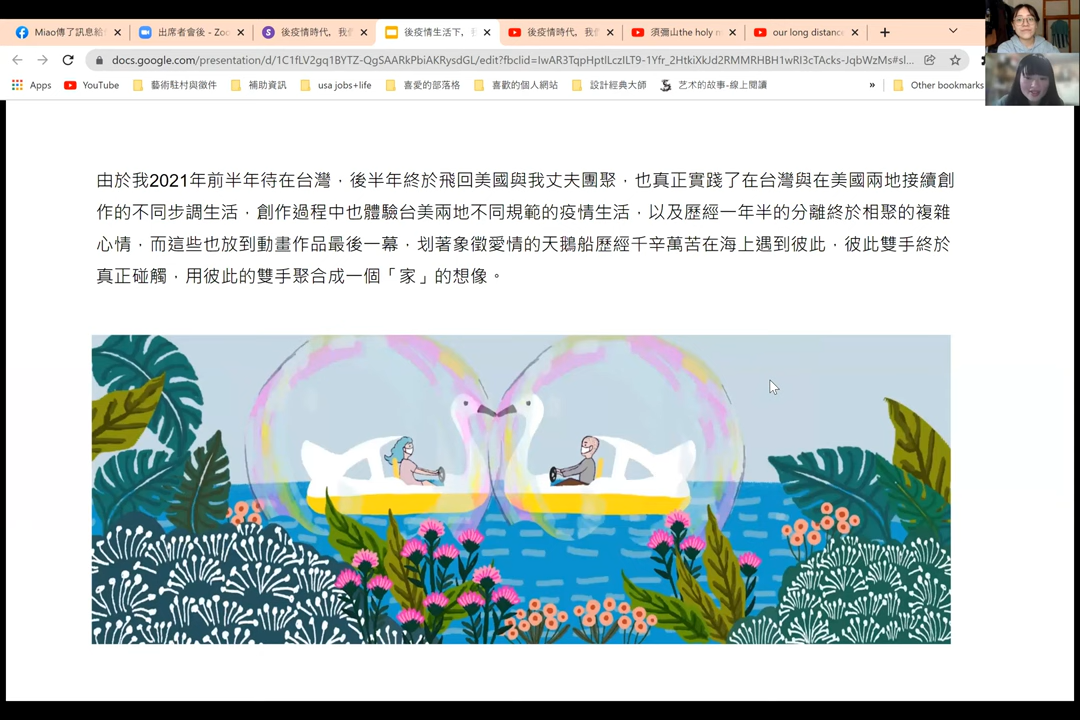 Miao傳了訊息給
出席者會後 - Zoo
後疫情時代，我
後疫情生活下，
後疫情時代，我
須彌山the holy m
our long distanc
docs.google.com/presentation/d/1C1fLV2gq1BYTZ-QgSAARkPbiAKRysdGL/edit?fbclid=IwAR3TqpHptlLczILT9-1Yfr_2HtkiXkJd2RMMRHBH1wRI3cTAcks-JqbWzMs#sl...
Apps
YouTube
藝術駐村與徵件
補助資訊
usa jobs+life
喜愛的部落格
喜歡的個人網站
設計經典大師
艺术的故事-線上閱讀
»
Other bookmarks
由於我2021年前半年待在台灣，後半年終於飛回美國與我丈夫團聚，也真正實踐了在台灣與在美國兩地接續創
作的不同步調生活，創作過程中也體驗台美兩地不同規範的疫情生活，以及歷經一年半的分離終於相聚的複雜
心情，而這些也放到動畫作品最後一幕，划著象徵愛情的天鵝船歷經千辛萬苦在海上遇到彼此，彼此雙手終於
真正碰觸，用彼此的雙手聚合成一個「家」的想像。